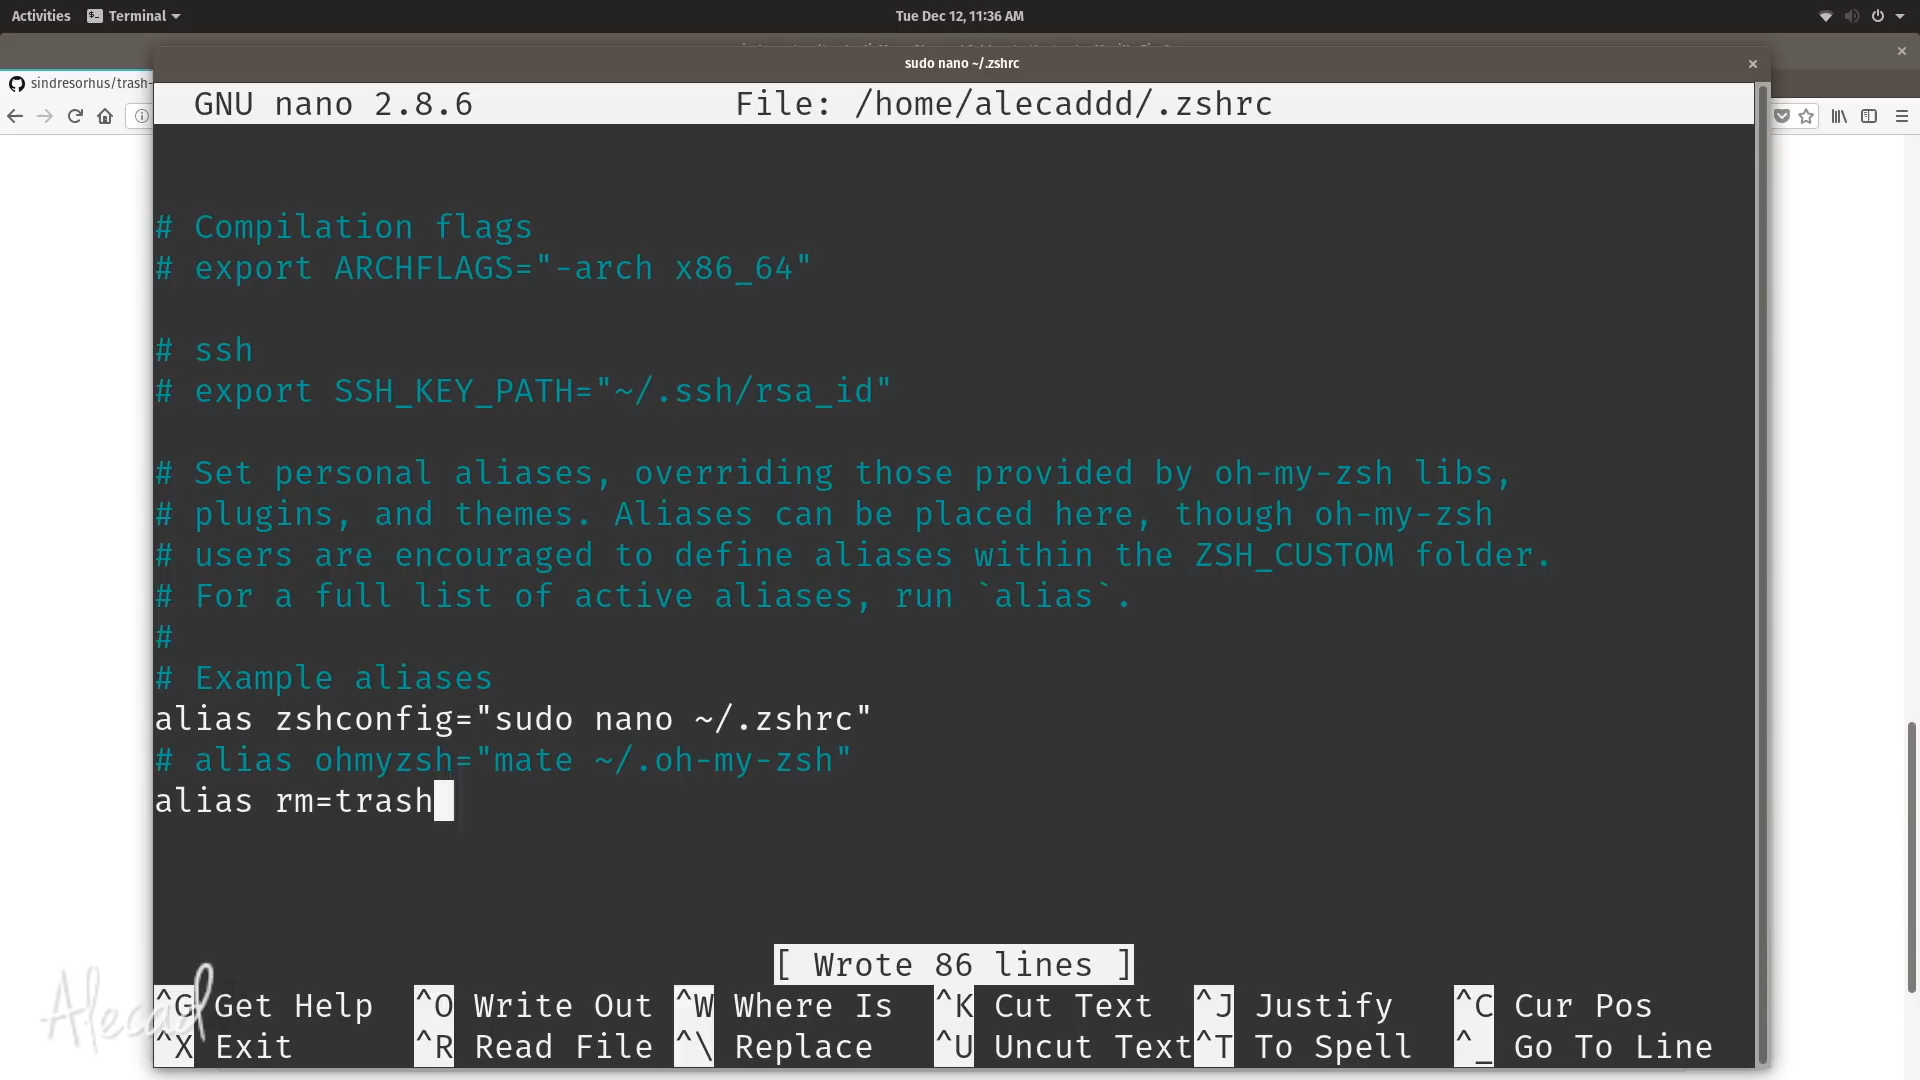 Activities Terminal Tue Dec 12, 11:36 AM
sudo nano ~/.zshrc
sindresorhus/trash-
GNU nano 2.8.6 File: /home/alecaddd/.zshrc
# Compilation flags
# export ARCHFLAGS="-arch x86_64"
# ssh
# export SSH_KEY_PATH="~/.ssh/rsa_id"
# Set personal aliases, overriding those provided by oh-my-zsh libs,
# plugins, and themes. Aliases can be placed here, though oh-my-zsh
# users are encouraged to define aliases within the ZSH_CUSTOM folder.
# For a full list of active aliases, run `alias`.
#
# Example aliases
alias zshconfig="sudo nano ~/.zshrc"
# alias ohmyzsh="mate ~/.oh-my-zsh"
alias rm=trash
[ Wrote 86 lines ]
^G Get Help ^O Write Out ^W Where Is ^K Cut Text ^J Justify ^C Cur Pos
^X Exit ^R Read File ^\ Replace ^U Uncut Text ^T To Spell ^_ Go To Line
Alecad